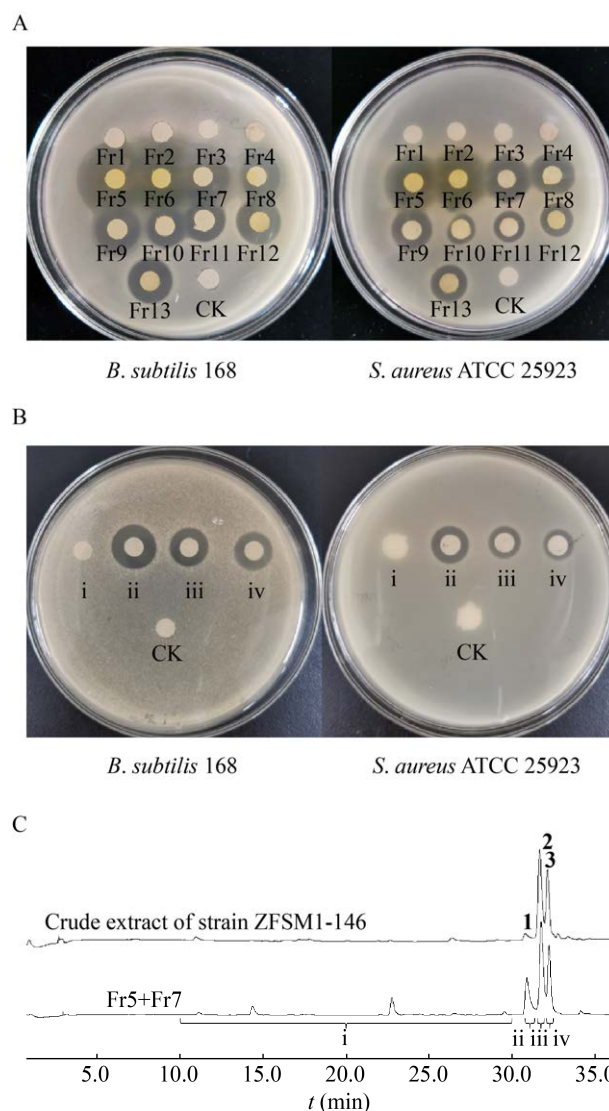 A
Fr1 Fr2 Fr3 Fr4 Fr1 Fr2 Fr3 Fr4
Fr5 Fr6 Fr7 Fr8 Fr5 Fr6 Fr7 Fr8
Fr9 Fr10 Fr11 Fr12 Fr9 Fr10 Fr11 Fr12
Fr13 CK Fr13 CK
B. subtilis 168 S. aureus ATCC 25923
B
i ii iii iv i ii iii iv
CK CK
B. subtilis 168 S. aureus ATCC 25923
C
2
1 3
Crude extract of strain ZFSM1-146
Fr5+Fr7
i ii iii iv
5.0 10.0 15.0 20.0 25.0 30.0 35.0
t (min)